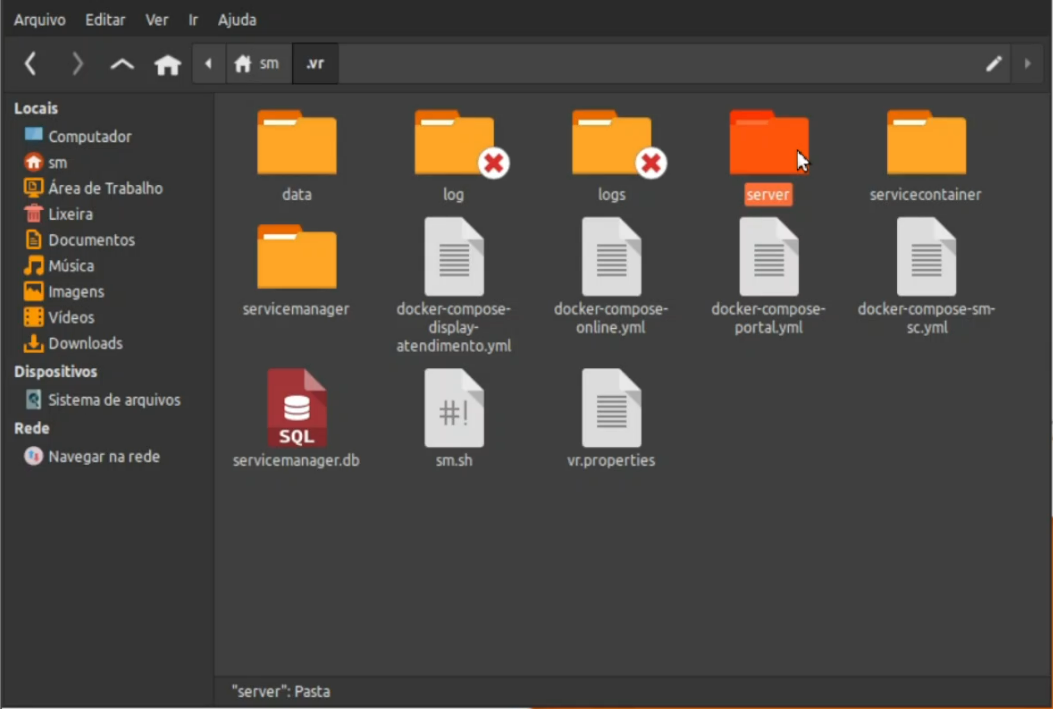 Arquivo Editar Ver Ir Ajuda
sm .vr
Locais
Computador
sm
Área de Trabalho
Lixeira
Documentos
Música
Imagens
Vídeos
Downloads
Dispositivos
Sistema de arquivos
Rede
Navegar na rede
data log logs server servicecontainer
servicemanager
docker-compose-
display-
atendimento.yml
docker-compose-
online.yml
docker-compose-
portal.yml
docker-compose-sm-
sc.yml
SQL
servicemanager.db
#!
sm.sh
vr.properties
"server": Pasta